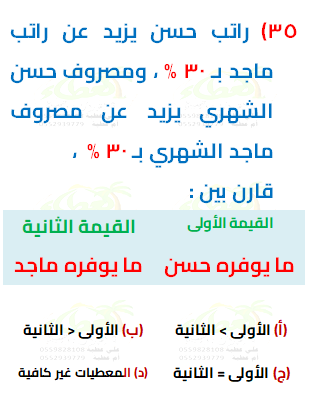 ٣٥) راتب حسن يزيد عن راتب
ماجد بـ ٣٠ % ، ومصروف حسن
الشهري يزيد عن مصروف
ماجد الشهري بـ ٣٠ % ،
قارن بين :
القيمة الأولى القيمة الثانية
ما يوفره حسن ما يوفره ماجد
(أ) الأولى > الثانية (ب) الأولى < الثانية
(ج) الأولى = الثانية (د) المعطيات غير كافية